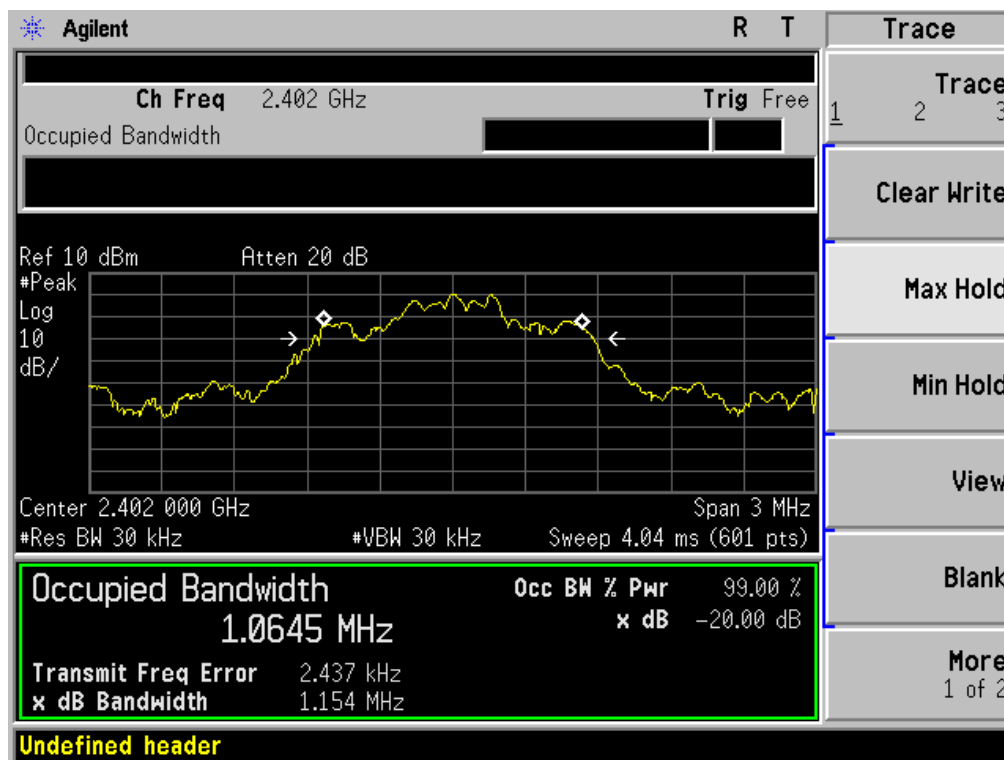 Agilent R T
Ch Freq 2.402 GHz Trig Free
Occupied Bandwidth
Ref 10 dBm Atten 20 dB
#Peak
Log
10
dB/
Center 2.402 000 GHz Span 3 MHz
#Res BW 30 kHz #VBW 30 kHz Sweep 4.04 ms (601 pts)
Occupied Bandwidth
1.0645 MHz
Occ BW % Pwr 99.00 %
x dB -20.00 dB
Transmit Freq Error 2.437 kHz
x dB Bandwidth 1.154 MHz
Undefined header
Trace
Trace
1 2 3
Clear Write
Max Hold
Min Hold
View
Blank
More
1 of 2